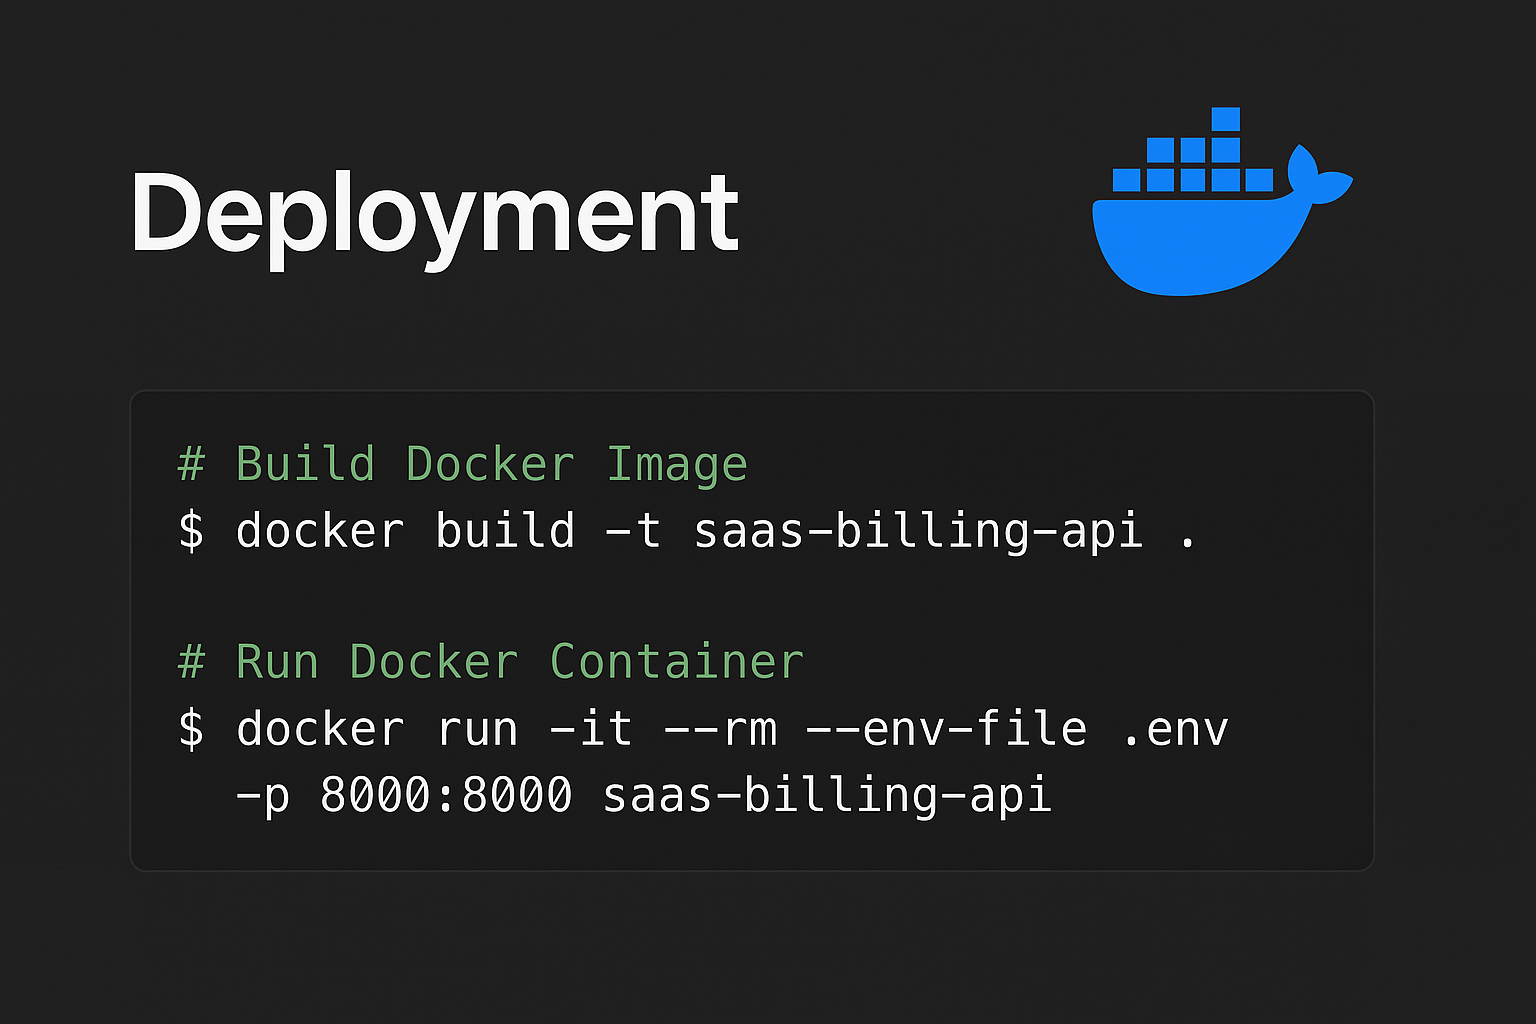 Deployment
# Build Docker Image
$ docker build -t saas-billing-api .
# Run Docker Container
$ docker run -it --rm --env-file .env
-p 8000:8000 saas-billing-api